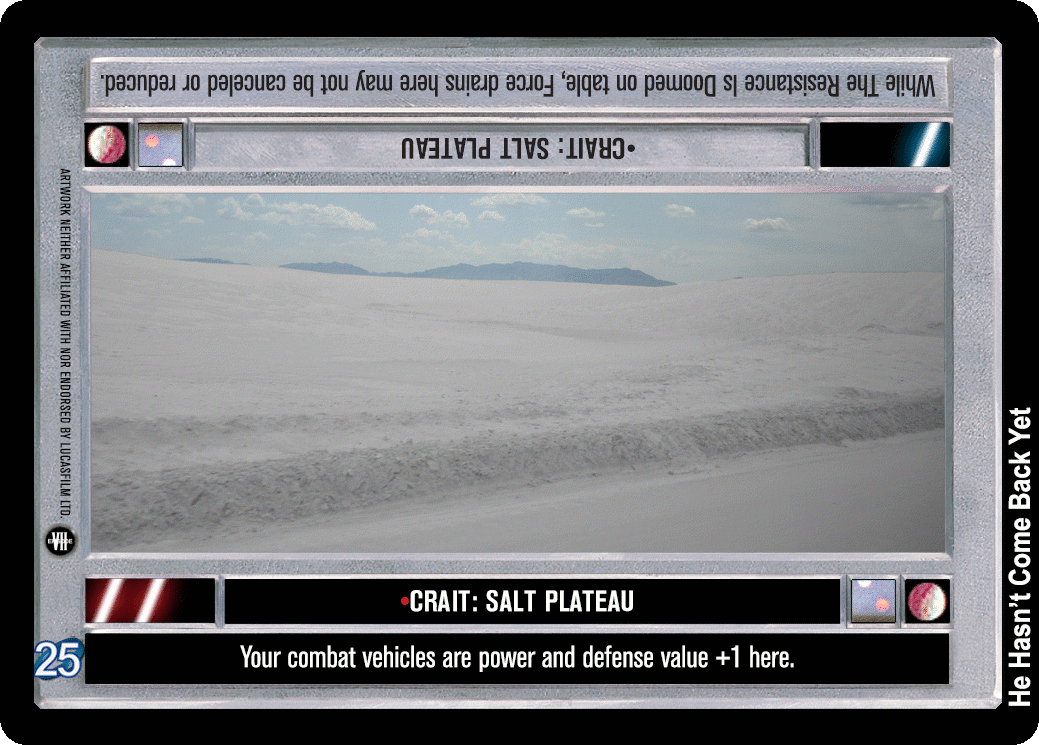 While The Resistance Is Doomed on table, Force drains here may not be canceled or reduced.
•CRAIT: SALT PLATEAU
ARTWORK NEITHER AFFILIATED WITH NOR ENDORSED BY LUCASFILM LTD.
EPISODE
VII
•CRAIT: SALT PLATEAU
25
Your combat vehicles are power and defense value +1 here.
He Hasn't Come Back Yet